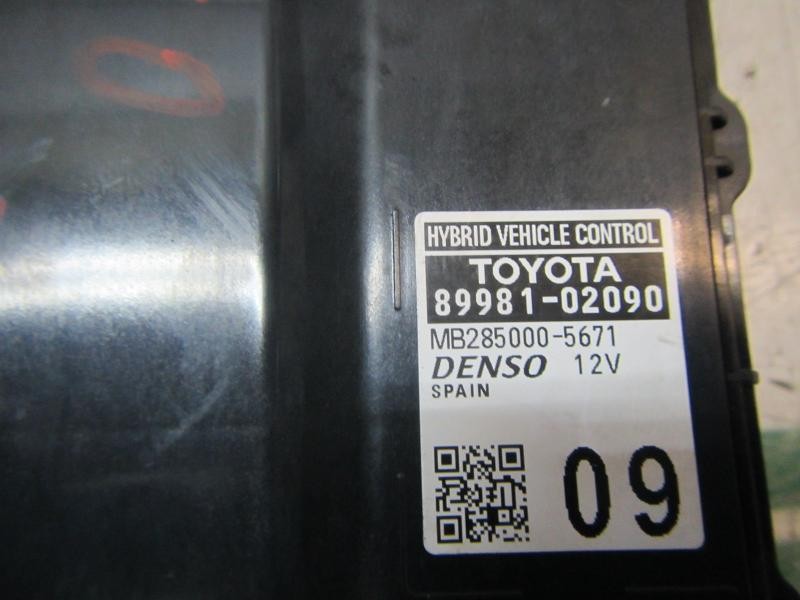 HYBRID VEHICLE CONTROL
TOYOTA
89981-02090
MB285000-5671
DENSO 12V
SPAIN
09